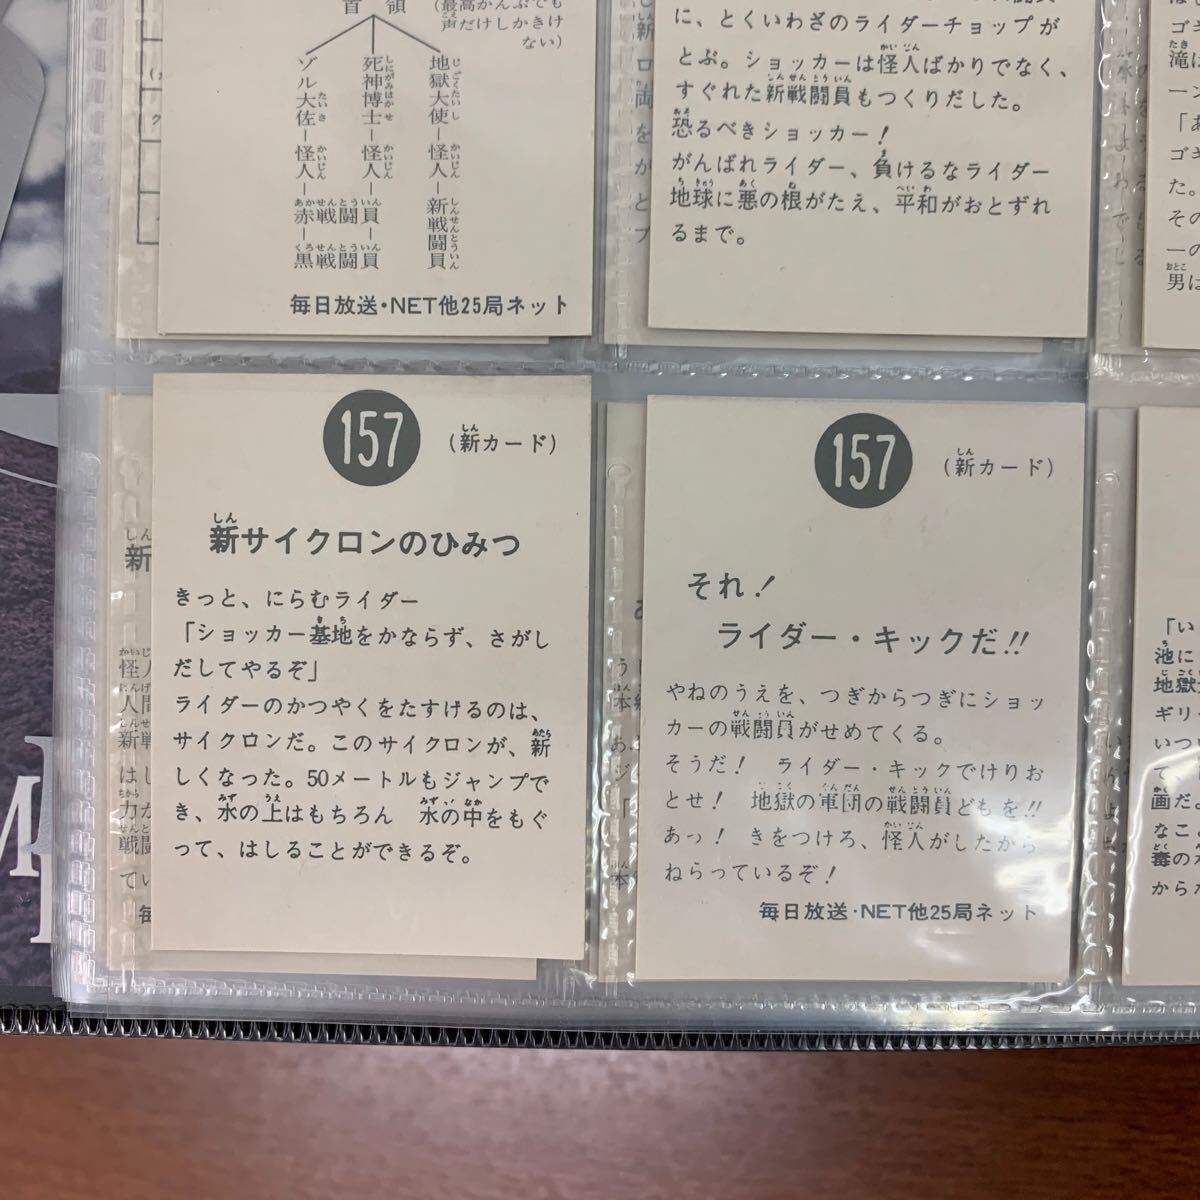 首領
(最高かんぶでも
声だけしかきけ
ない)
ゾル大佐―怪人―赤戦闘員―黒戦闘員
死神博士―怪人―
地獄大使―怪人―新戦闘員
毎日放送・NET他25局ネット
に、とくいわざのライダーチョップが
とぶ。ショッカーは怪人ばかりでなく、
すぐれた新戦闘員もつくりだした。
恐るべきショッカー!
がんばれライダー、負けるなライダー
地球に悪の根がたえ、平和がおとずれ
るまで。
157
(新カード)
新サイクロンのひみつ
きっと、にらむライダー
「ショッカー基地をかならず、さがし
だしてやるぞ」
ライダーのかつやくをたすけるのは、
サイクロンだ。このサイクロンが、新
しくなった。50メートルもジャンプで
き、水の上はもちろん 水の中をもぐ
って、はしることができるぞ。
157
(新カード)
それ!
ライダー・キックだ!!
やねのうえを、つぎからつぎにショッ
カーの戦闘員がせめてくる。
そうだ! ライダー・キックでけりお
とせ! 地獄の軍団の戦闘員どもを!!
あっ! きをつけろ、怪人がしたから
ねらっているぞ!
毎日放送・NET他25局ネット
「い
池に
地獄
ギリ
いつ
て、
画だ。
なこ
毒の
から